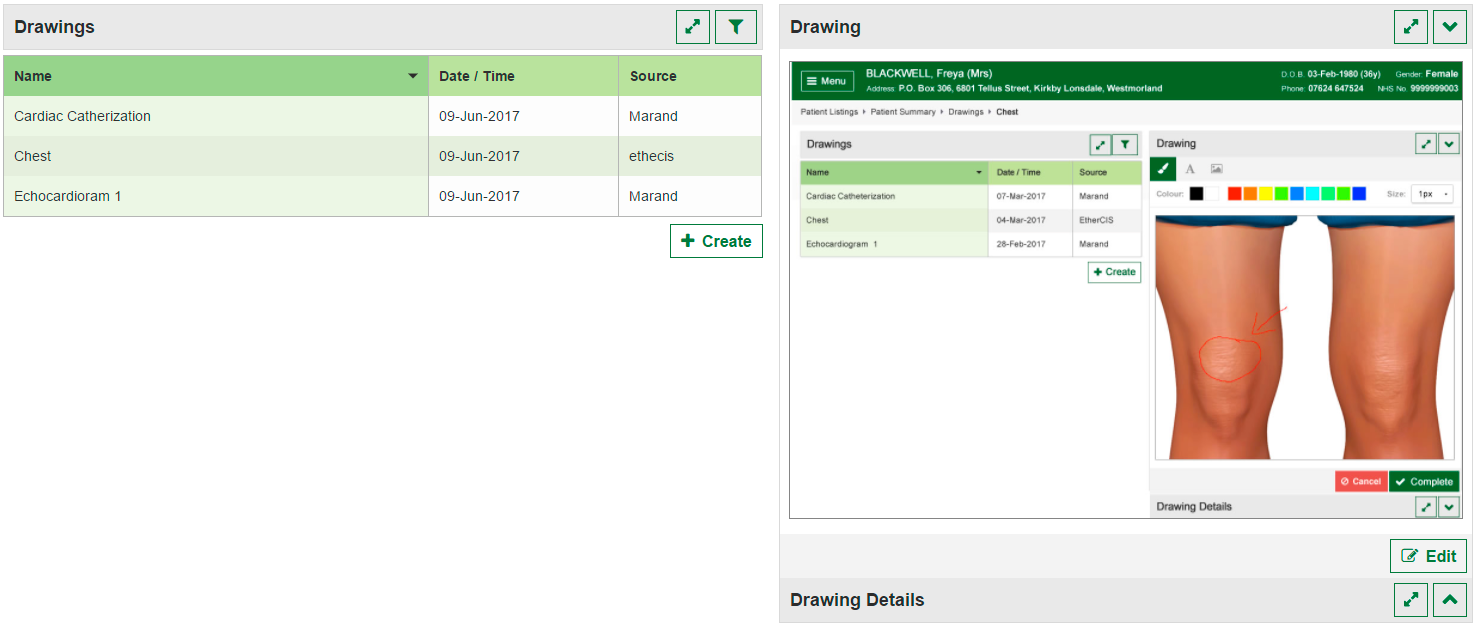 Drawings
Name Date / Time Source
Cardiac Catherization 09-Jun-2017 Marand
Chest 09-Jun-2017 ethecis
Echocardioram 1 09-Jun-2017 Marand
Create
Drawing
Menu
BLACKWELL, Freya (Mrs)
D.O.B. 03-Feb-1980 (36y) Gender: Female
Address: P.O. Box 306, 6801 Tellus Street, Kirkby Lonsdale, Westmorland
Phone: 07624 647524 NHS No. 9999999003
Patient Listings Patient Summary Drawings Chest
Drawings
Name Date / Time Source
Cardiac Catheterization 07-Mar-2017 Marand
Chest 04-Mar-2017 EtherCIS
Echocardiogram 1 28-Feb-2017 Marand
Create
Drawing
A
Colour: Size: 1px
Cancel Complete
Drawing Details
Edit
Drawing Details